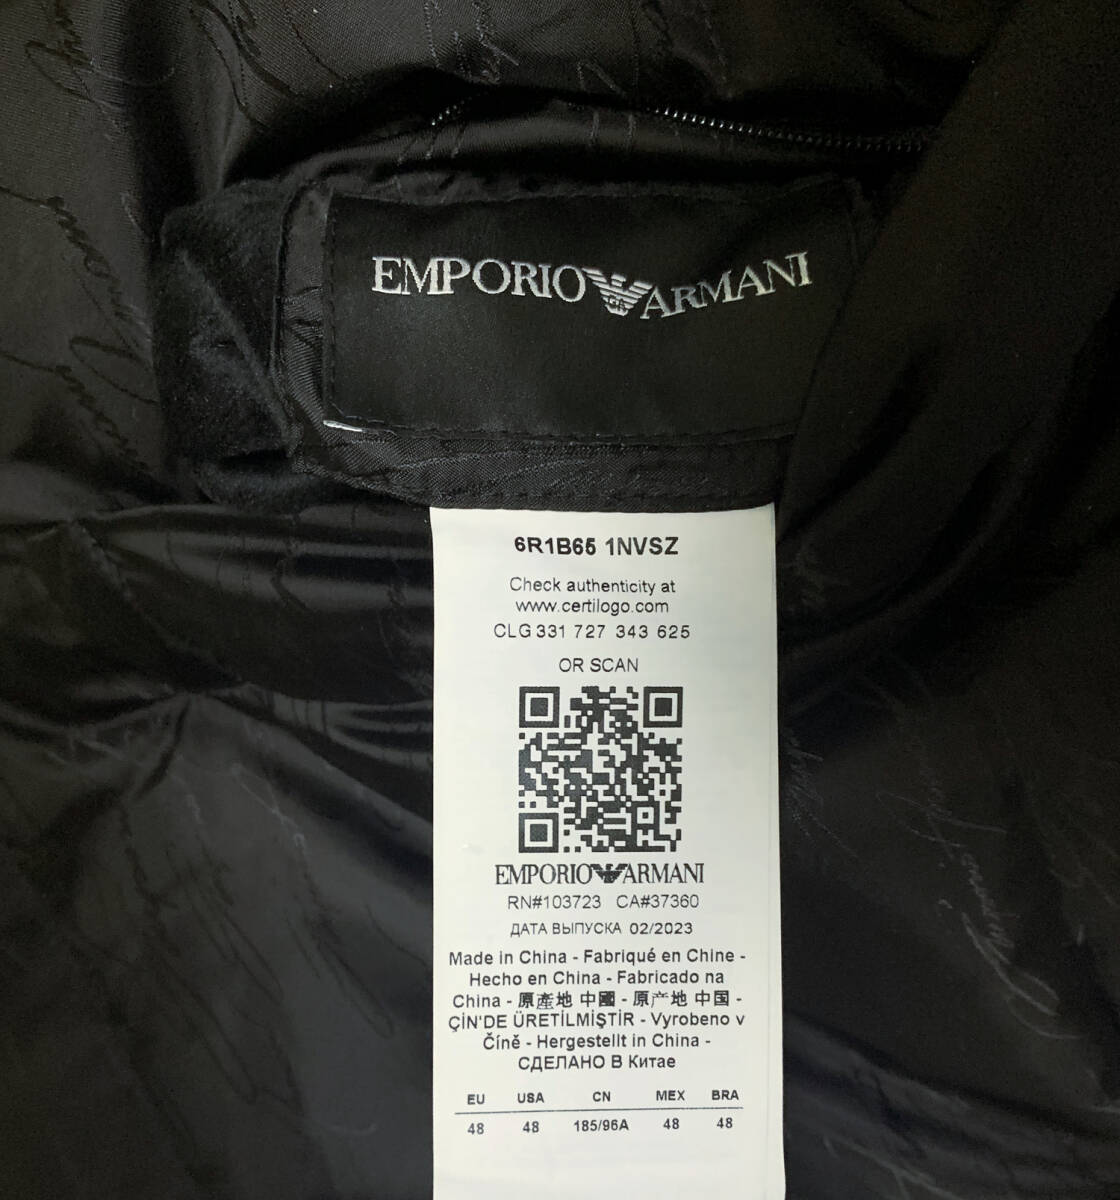 EMPORIO ARMANI
6R1B65 1NVSZ
Check authenticity at
www.certilogo.com
CLG 331 727 343 625
OR SCAN
EMPORIO ARMANI
RN#103723 CA#37360
ДАТА ВЫПУСКА 02/2023
Made in China - Fabriqué en Chine -
Hecho en China - Fabricado na
China - 原產地 中國 - 原产地 中国 -
ÇİN'DE ÜRETİLMİŞTİR - Vyrobeno v
Číně - Hergestellt in China -
СДЕЛАНО В Китае
EU USA CN MEX BRA
48 48 185/96A 48 48